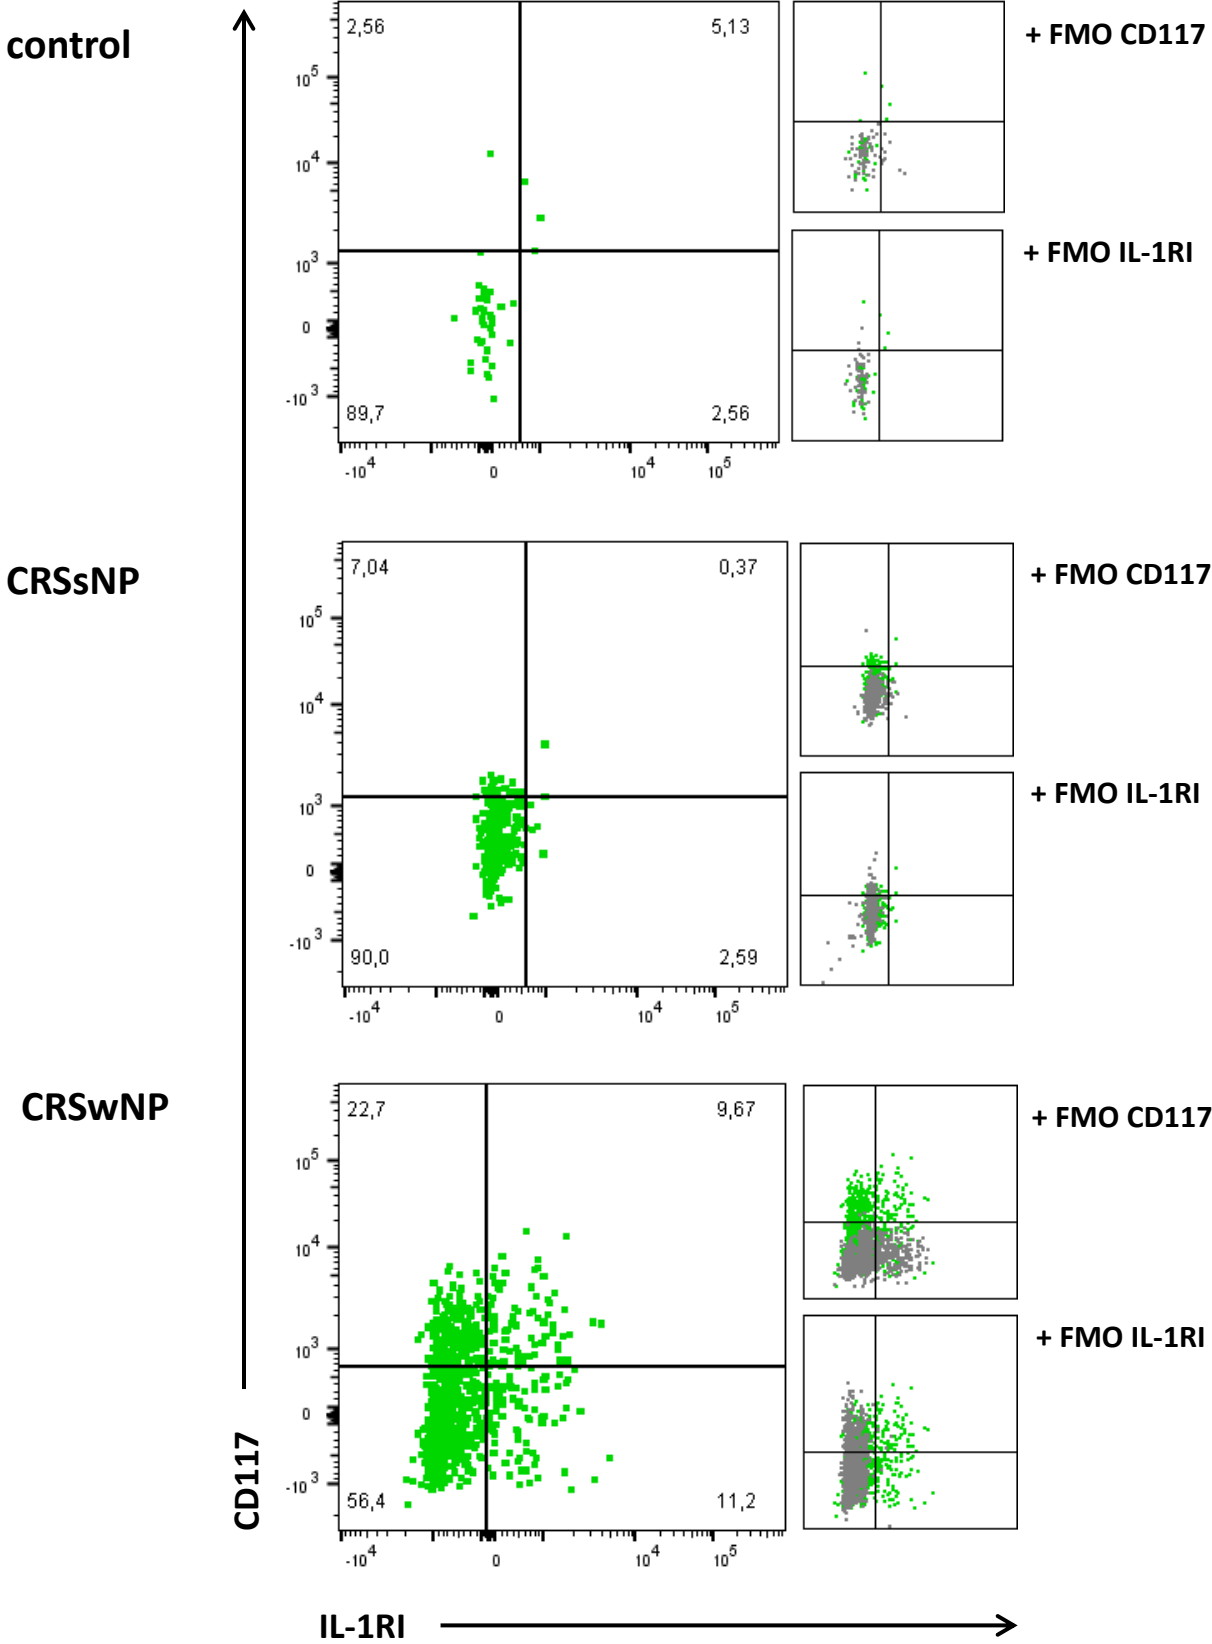 control
2,56 5,13
10^5
10^4
10^3
0
-10^3
89,7 2,56
-10^4 0 10^4 10^5
+ FMO CD117
+ FMO IL-1RI
CRSsNP
7,04 0,37
10^5
10^4
10^3
0
-10^3
90,0 2,59
-10^4 0 10^4 10^5
+ FMO CD117
+ FMO IL-1RI
CRSwNP
22,7 9,67
10^5
10^4
10^3
0
-10^3
56,4 11,2
-10^4 0 10^4 10^5
+ FMO CD117
+ FMO IL-1RI
CD117
IL-1RI